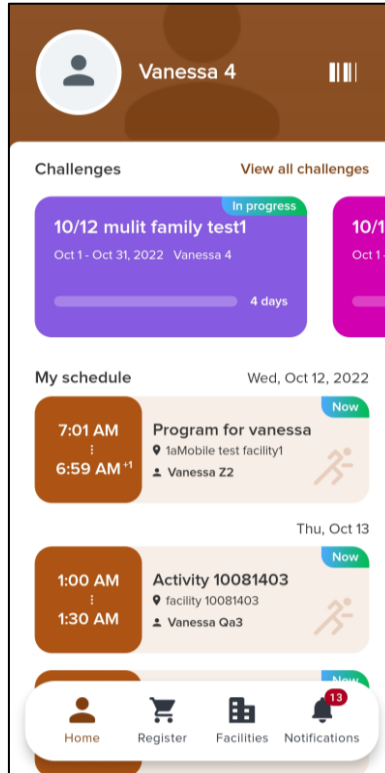 Vanessa 4
Challenges View all challenges
In progress
10/12 mulit family test1
Oct 1 - Oct 31, 2022 Vanessa 4
4 days
10/1
Oct 1 -
My schedule Wed, Oct 12, 2022
Now
7:01 AM
6:59 AM+1
Program for vanessa
1aMobile test facility1
Vanessa Z2
Thu, Oct 13
Now
1:00 AM
1:30 AM
Activity 10081403
facility 10081403
Vanessa Qa3
Now
13
Home Register Facilities Notifications